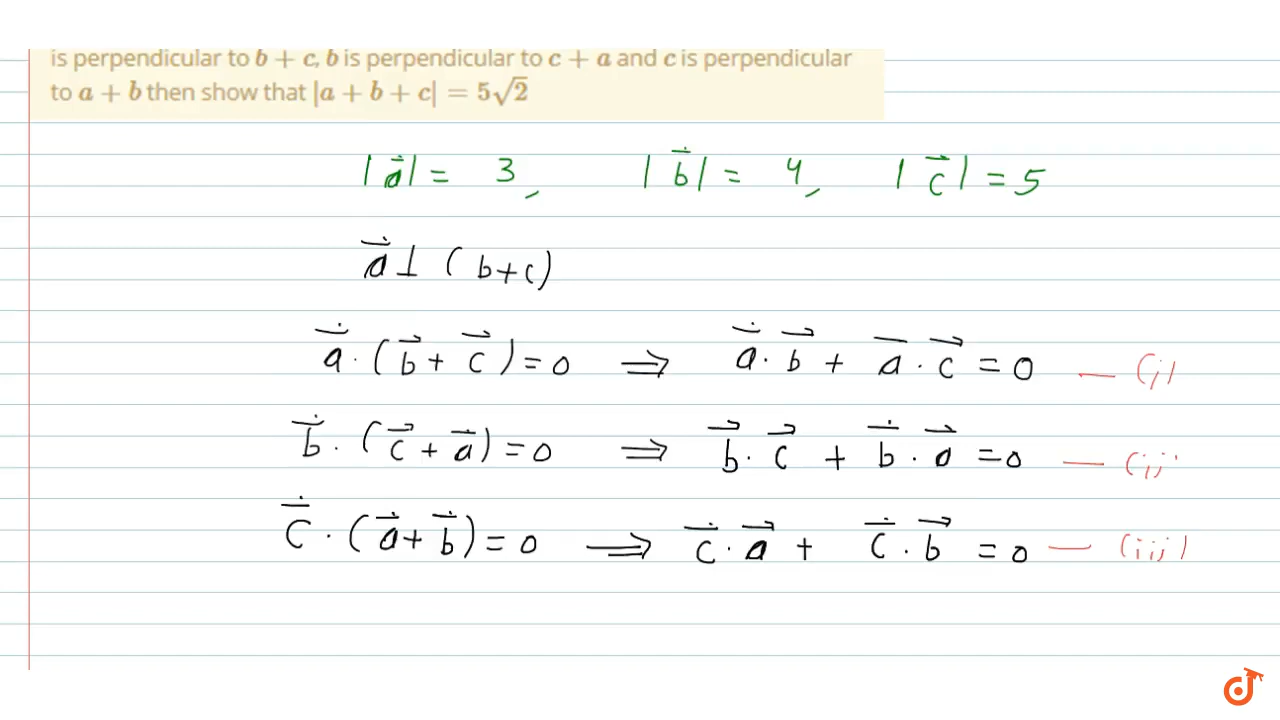 is perpendicular to b + c, b is perpendicular to c + a and c is perpendicular
to a + b then show that |a + b + c| = 5√2
|a⃗| = 3, |b⃗| = 4, |c⃗| = 5
a⃗ ⊥ (b+c)
a⃗ · (b⃗ + c⃗) = 0 ⟹ a⃗ · b⃗ + a⃗ · c⃗ = 0 — (i)
b⃗ · (c⃗ + a⃗) = 0 ⟹ b⃗ · c⃗ + b⃗ · a⃗ = 0 — (ii
c⃗ · (a⃗ + b⃗) = 0 ⟹ c⃗ · a⃗ + c⃗ · b⃗ = 0 — (iii)